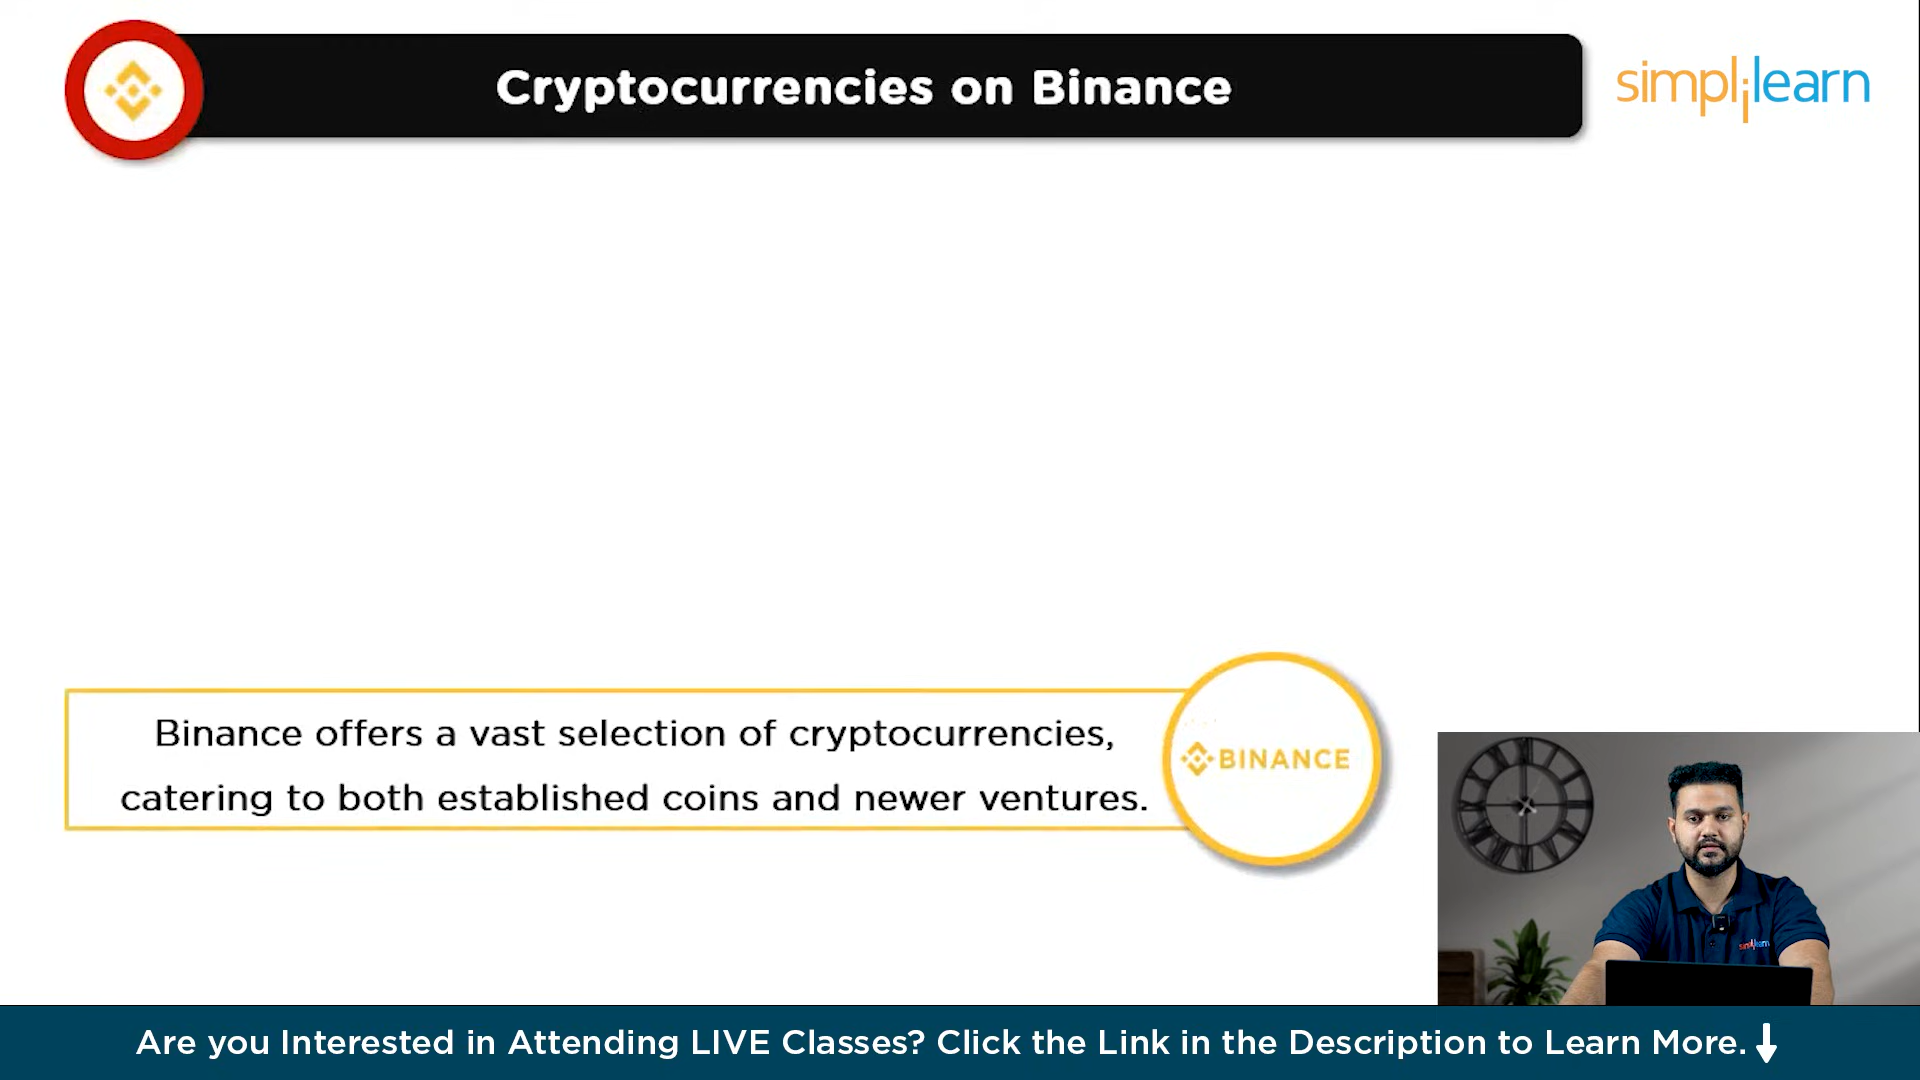 Cryptocurrencies on Binance
simplilearn
Binance offers a vast selection of cryptocurrencies,
catering to both established coins and newer ventures.
BINANCE
simplilearn
Are you Interested in Attending LIVE Classes? Click the Link in the Description to Learn More.